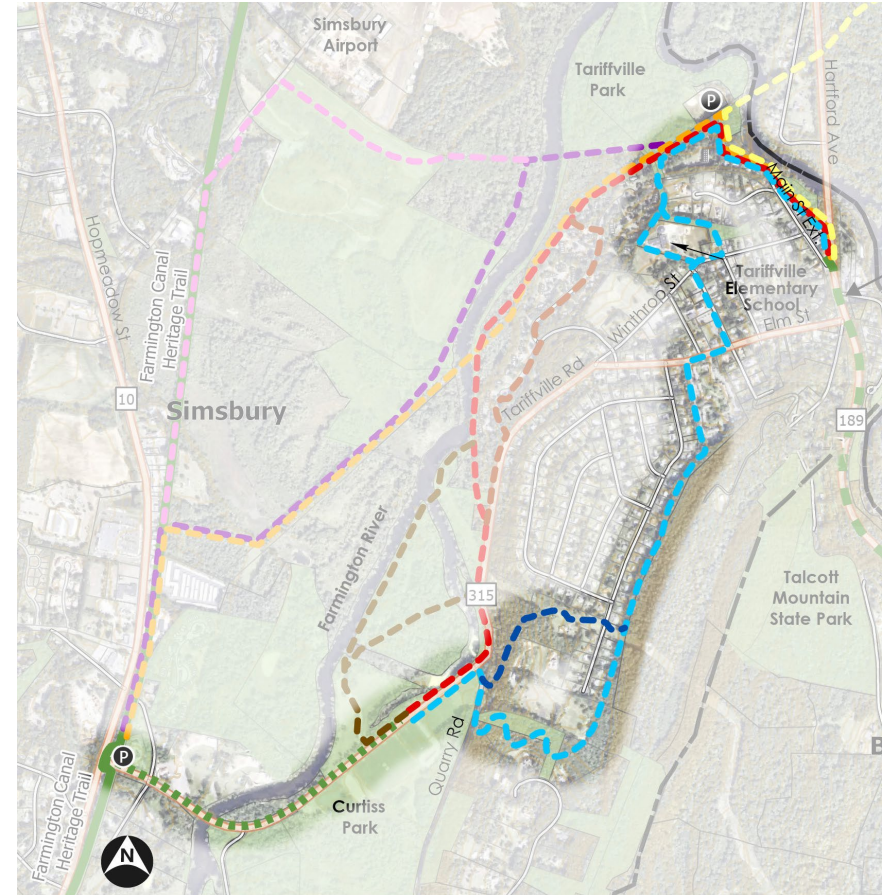 Simsbury
Airport
Tariffville
Park
P
Hartford Ave
Main St Ext.
Hopmeadow St
Farmington Canal
Heritage Trail
Tariffville
Elementary
School
Winthrop St
Elm St
10
Simsbury
Tariffville Rd
189
Farmington River
315
Talcott
Mountain
State Park
P
Quarry Rd
B
Curtiss
Park
Farmington Canal
Heritage Trail
N